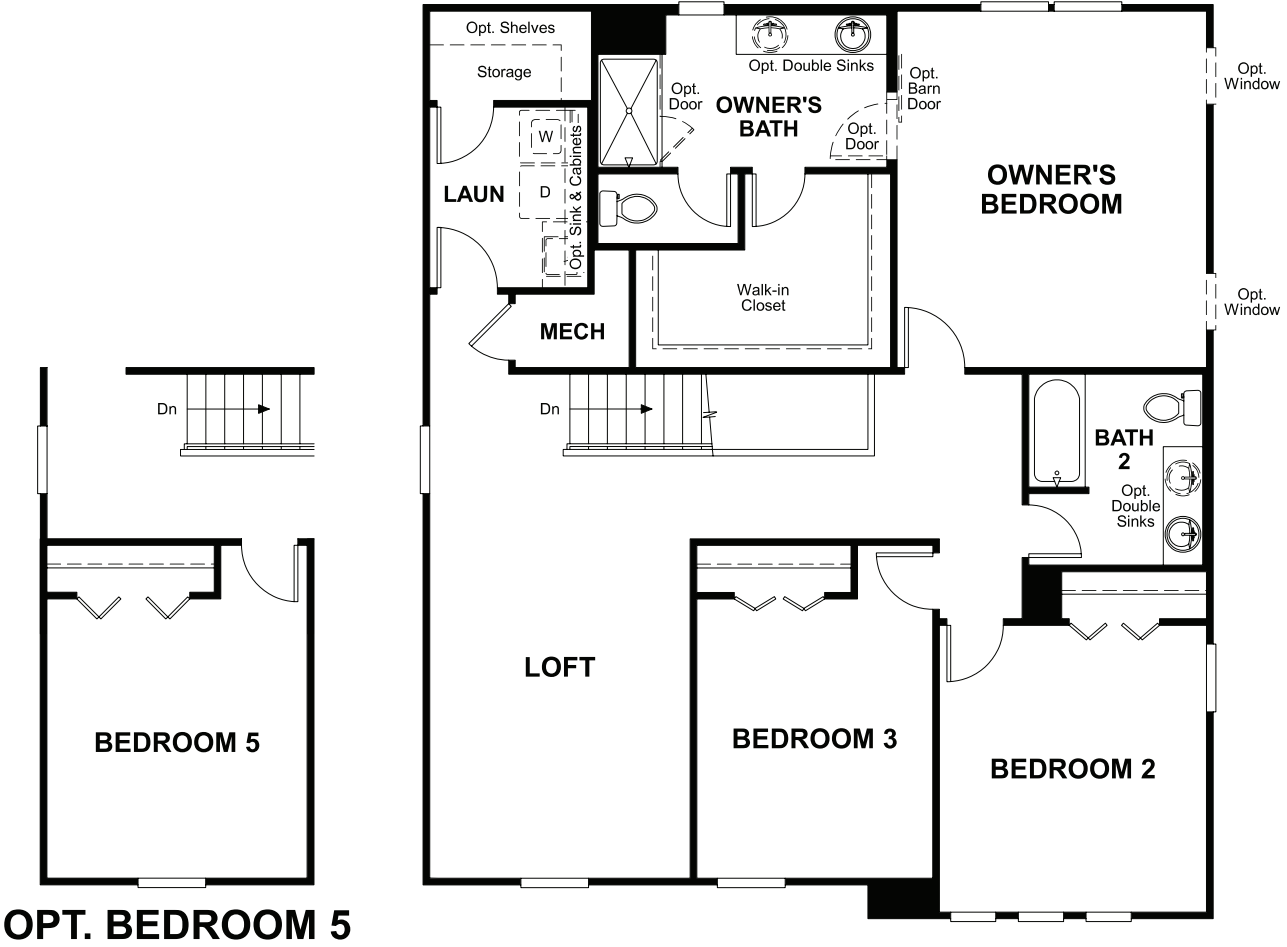 Opt. Shelves
Storage
W
D
Opt. Sink & Cabinets
LAUN
Opt. Double Sinks
Opt.
Door
OWNER'S
BATH
Opt.
Door
Opt.
Barn
Door
OWNER'S
BEDROOM
Opt.
Window
Opt.
Window
Walk-in
Closet
MECH
Dn
Dn
BATH
2
Opt.
Double
Sinks
LOFT
BEDROOM 3
BEDROOM 2
BEDROOM 5
OPT. BEDROOM 5